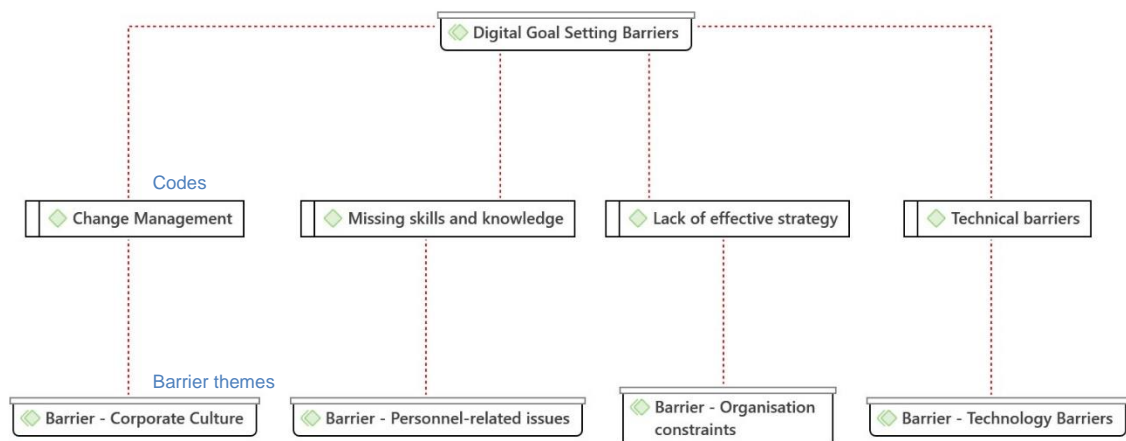 Digital Goal Setting Barriers
Codes
Change Management
Missing skills and knowledge
Lack of effective strategy
Technical barriers
Barrier themes
Barrier - Corporate Culture
Barrier - Personnel-related issues
Barrier - Organisation
constraints
Barrier - Technology Barriers